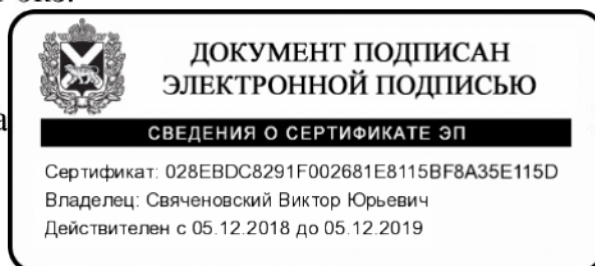 ДОКУМЕНТ ПОДПИСАН
ЭЛЕКТРОННОЙ ПОДПИСЬЮ
а
СВЕДЕНИЯ О СЕРТИФИКАТЕ ЭП
Сертификат: 028EBDC8291F002681E8115BF8A35E115D
Владелец: Свяченовский Виктор Юрьевич
Действителен с 05.12.2018 до 05.12.2019